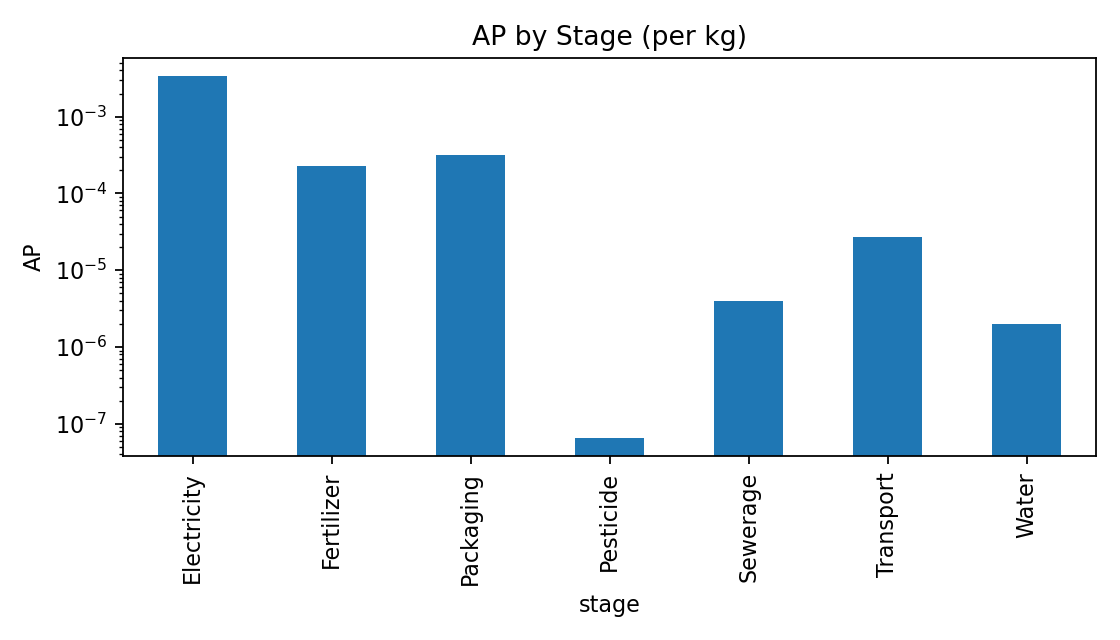 AP by Stage (per kg)
AP
10⁻³
10⁻⁴
10⁻⁵
10⁻⁶
10⁻⁷
Electricity
Fertilizer
Packaging
Pesticide
Sewerage
Transport
Water
stage